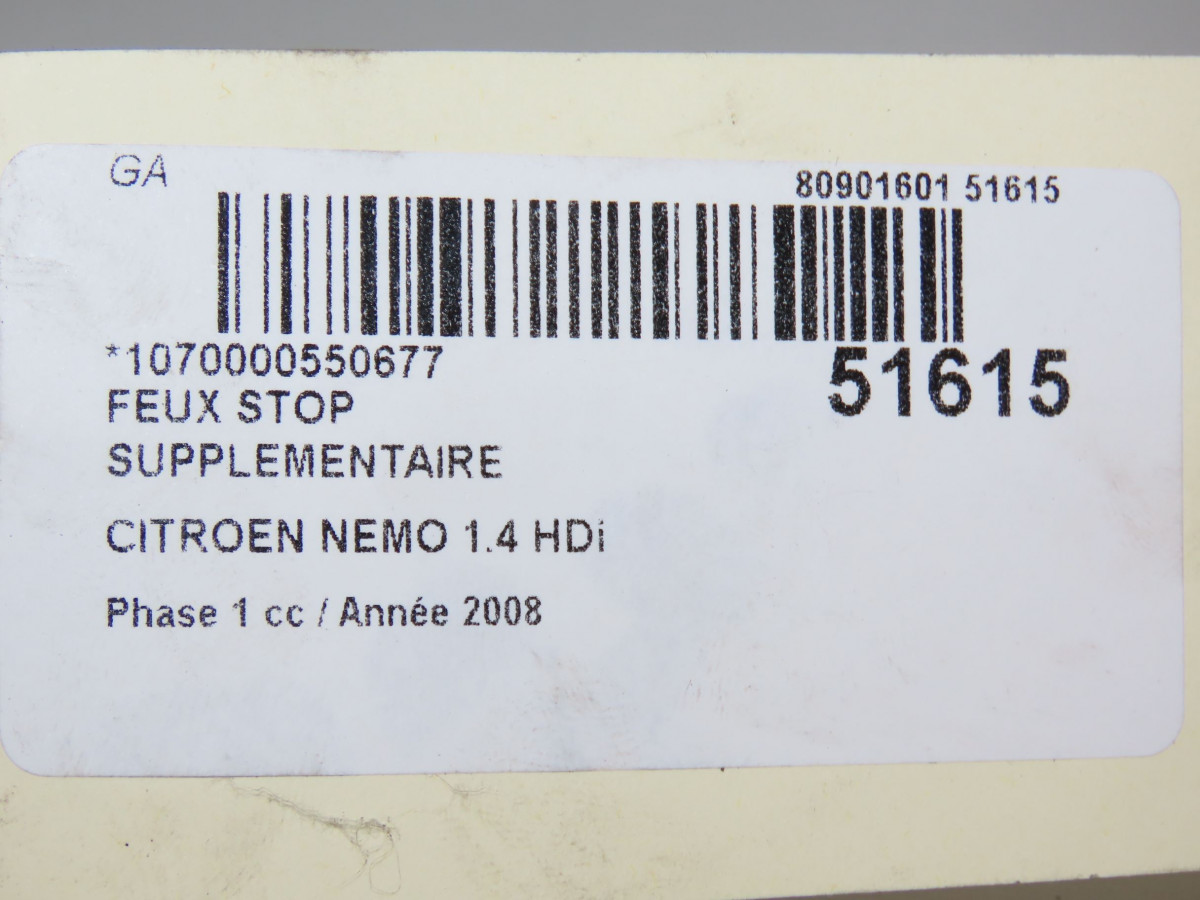 GA
80901601 51615
*1070000550677
51615
FEUX STOP
SUPPLEMENTAIRE
CITROEN NEMO 1.4 HDi
Phase 1 cc / Année 2008